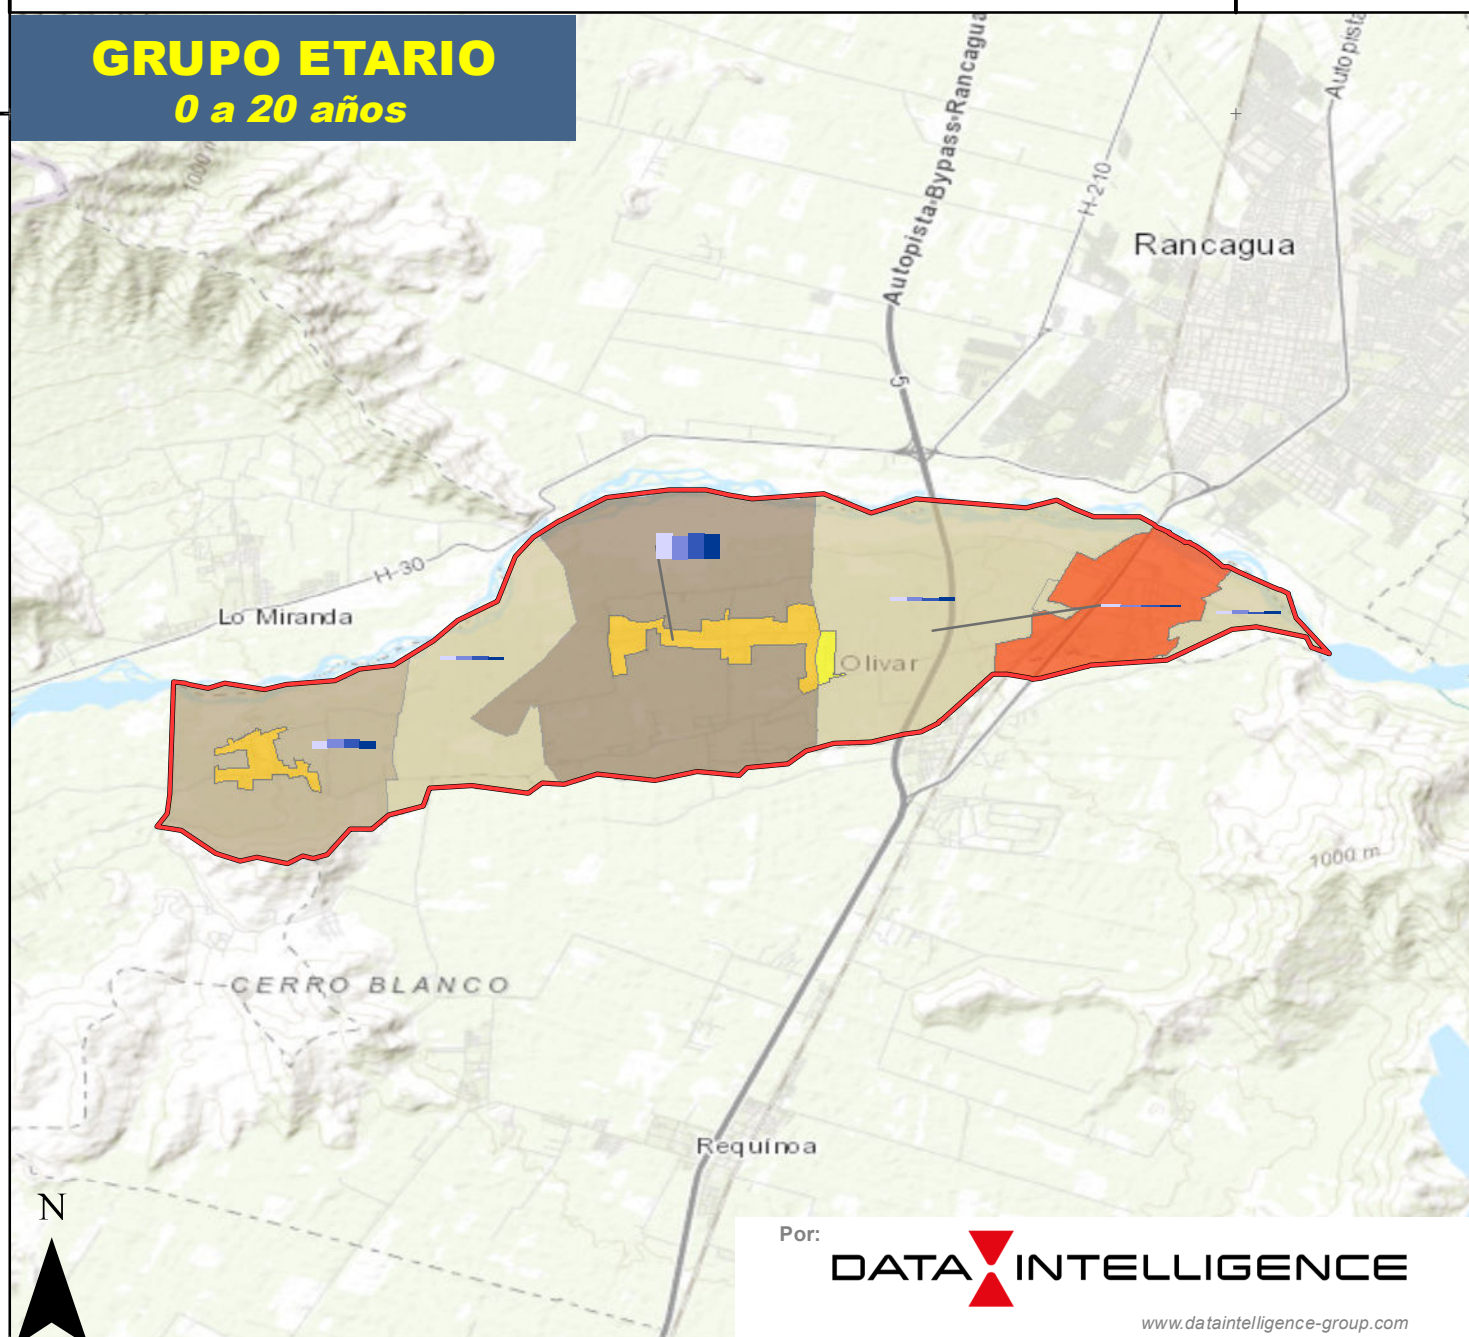 GRUPO ETARIO
0 a 20 años
1000 m
Autopista-Bypass-Rancagua
H-210
Autopista
Rancagua
5
H-30
Lo Miranda
Olivar
1000 m
CERRO BLANCO
Requínoa
N
Por:
DATA INTELLIGENCE
www.dataintelligence-group.com